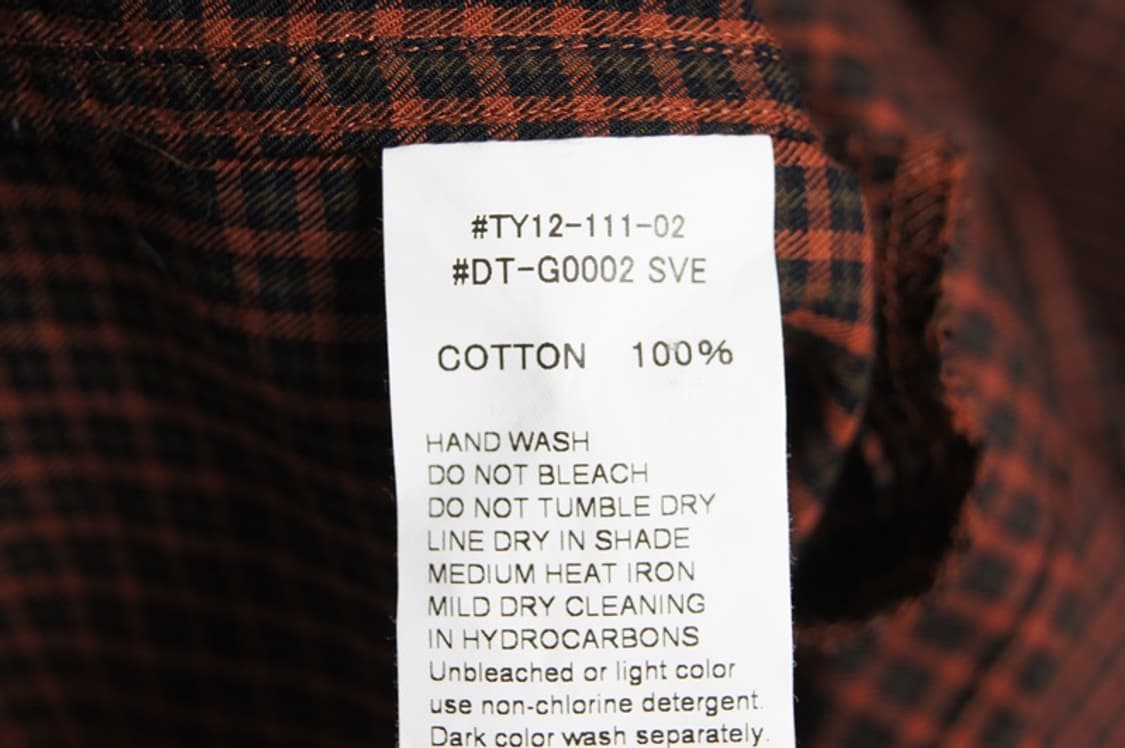 #TY12-111-02
#DT-G0002 SVE
COTTON 100%
HAND WASH
DO NOT BLEACH
DO NOT TUMBLE DRY
LINE DRY IN SHADE
MEDIUM HEAT IRON
MILD DRY CLEANING
IN HYDROCARBONS
Unbleached or light color
use non-chlorine detergent.
Dark color wash separately.